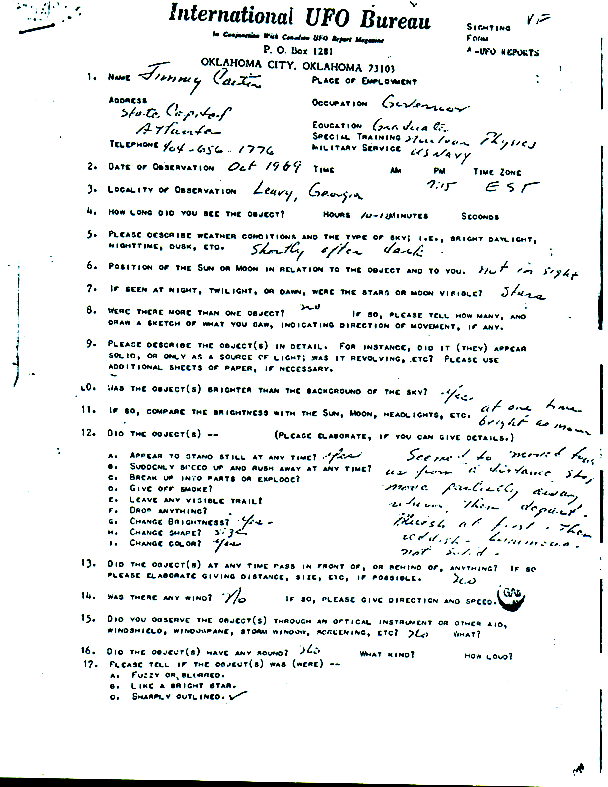 International UFO Bureau
In Conjunction With Canadian UFO Report Magazine
P. O. Box 1281
OKLAHOMA CITY, OKLAHOMA 73103
SIGHTING
FORM
A-UFO REPORTS
1. NAME Jimmy Carter PLACE OF EMPLOYMENT
ADDRESS OCCUPATION Governor
State Capitol
Atlanta EDUCATION Graduate
SPECIAL TRAINING Nuclear Physics
TELEPHONE 404-656-1776 MILITARY SERVICE US NAVY
2. DATE OF OBSERVATION Oct 1969 TIME AM PM TIME ZONE
7:15 EST
3. LOCALITY OF OBSERVATION Leary, Georgia
4. HOW LONG DID YOU SEE THE OBJECT? HOURS 10-12 MINUTES SECONDS
5. PLEASE DESCRIBE WEATHER CONDITIONS AND THE TYPE OF SKY; I.E., BRIGHT DAYLIGHT,
NIGHTTIME, DUSK, ETC. Shortly after dark.
6. POSITION OF THE SUN OR MOON IN RELATION TO THE OBJECT AND TO YOU. not in sight
7. IF SEEN AT NIGHT, TWILIGHT, OR DAWN, WERE THE STARS OR MOON VISIBLE? Stars
8. WERE THERE MORE THAN ONE OBJECT? no IF SO, PLEASE TELL HOW MANY, AND
DRAW A SKETCH OF WHAT YOU SAW, INDICATING DIRECTION OF MOVEMENT, IF ANY.
9. PLEASE DESCRIBE THE OBJECT(S) IN DETAIL. FOR INSTANCE, DID IT (THEY) APPEAR
SOLID, OR ONLY AS A SOURCE OF LIGHT; WAS IT REVOLVING, ETC? PLEASE USE
ADDITIONAL SHEETS OF PAPER, IF NECESSARY.
10. WAS THE OBJECT(S) BRIGHTER THAN THE BACKGROUND OF THE SKY? Yes
11. IF SO, COMPARE THE BRIGHTNESS WITH THE SUN, MOON, HEADLIGHTS, ETC. at one time
bright as moon
12. DID THE OBJECT(S) -- (PLEASE ELABORATE, IF YOU CAN GIVE DETAILS.)
A. APPEAR TO STAND STILL AT ANY TIME? yes
B. SUDDENLY SPEED UP AND RUSH AWAY AT ANY TIME?
C. BREAK UP INTO PARTS OR EXPLODE?
D. GIVE OFF SMOKE?
E. LEAVE ANY VISIBLE TRAIL?
F. DROP ANYTHING?
G. CHANGE BRIGHTNESS? yes
H. CHANGE SHAPE? size
I. CHANGE COLOR? yes
Seemed to move
from a distance, stop
move partially away
return, then depart.
Bluish at first - then
reddish - luminous -
not solid -
13. DID THE OBJECT(S) AT ANY TIME PASS IN FRONT OF, OR BEHIND OF, ANYTHING? IF SO
PLEASE ELABORATE GIVING DISTANCE, SIZE, ETC, IF POSSIBLE. no
14. WAS THERE ANY WIND? No IF SO, PLEASE GIVE DIRECTION AND SPEED.
15. DID YOU OBSERVE THE OBJECT(S) THROUGH AN OPTICAL INSTRUMENT OR OTHER AID,
WINDSHIELD, WINDOWPANE, STORM WINDOW, SCREENING, ETC? No WHAT?
16. DID THE OBJECT(S) HAVE ANY SOUND? No WHAT KIND? HOW LOUD?
17. PLEASE TELL IF THE OBJECT(S) WAS (WERE) --
A. FUZZY OR BLURRED.
B. LIKE A BRIGHT STAR.
C. SHARPLY OUTLINED. ✓